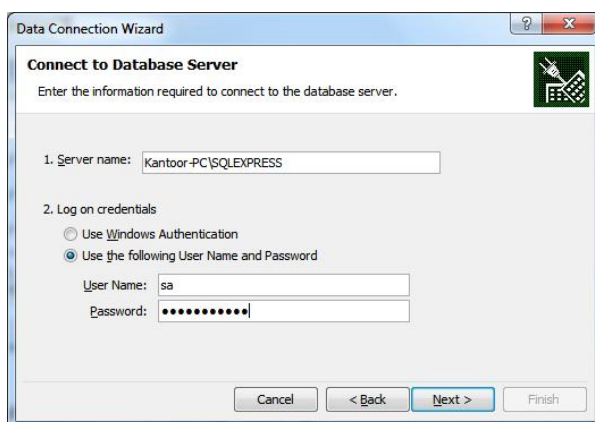 Data Connection Wizard
Connect to Database Server
Enter the information required to connect to the database server.
1. Server name: Kantoor-PC\SQLEXPRESS
2. Log on credentials
Use Windows Authentication
Use the following User Name and Password
User Name: sa
Password: ●●●●●●●●●●●
Cancel < Back Next > Finish